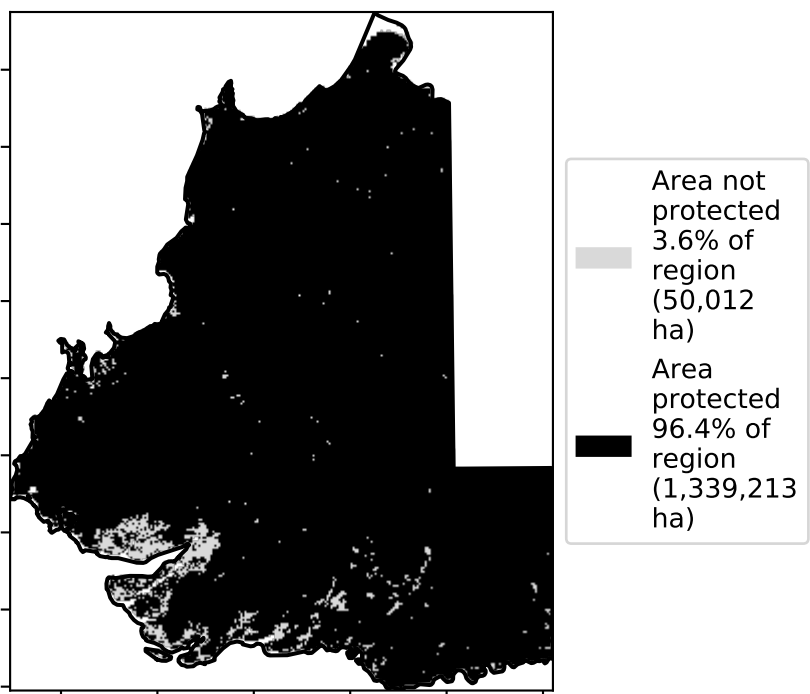 Area not
protected
3.6% of
region
(50,012
ha)
Area
protected
96.4% of
region
(1,339,213
ha)